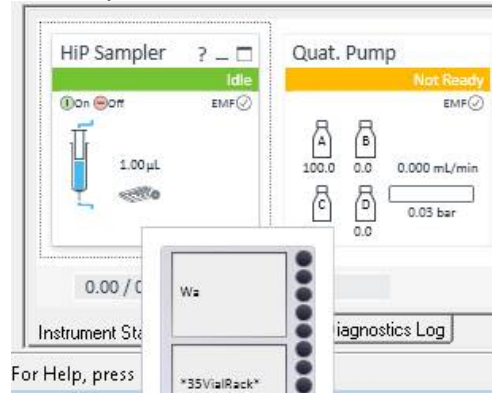 HiP Sampler ? Quat. Pump
Idle Not Ready
On Off EMF EMF
A B
1.00 µL 100.0 0.0 0.000 mL/min
C D
0.03 bar
0.0
0.00 / 0
Wa
Instrument Sta iagnostics Log
For Help, press
*35VialRack*